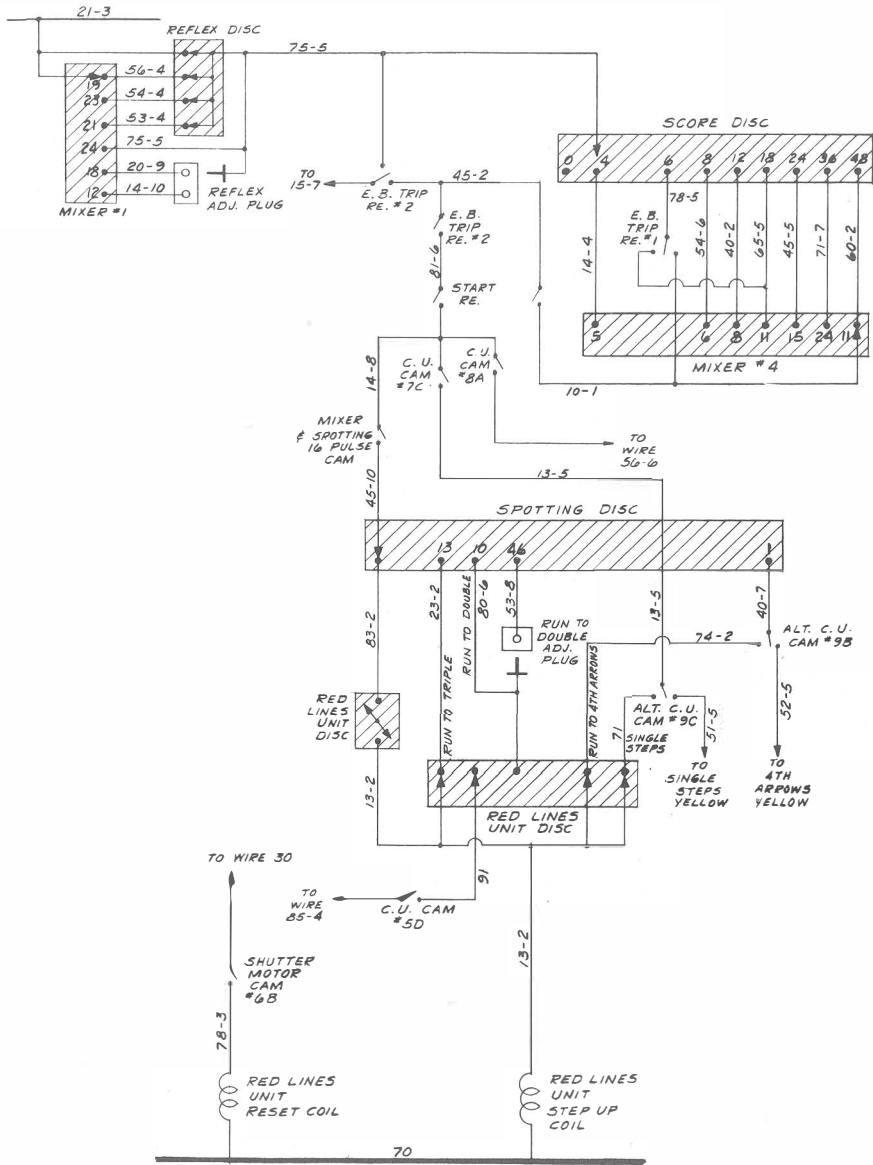 21-3
REFLEX DISC
75-5
56-4
19
54-4
23
53-4
21
75-5
24
20-9
18
14-10
12
MIXER #1
REFLEX
ADJ. PLUG
TO
15-7
E.B. TRIP
RE. #2
45-2
SCORE DISC
0 4 6 8 12 18 24 36 48
78-5
E.B.
TRIP
RE. #1
14-4
54-6
40-2
65-5
45-5
71-7
60-2
5 6 8 11 15 24 11
MIXER #4
10-1
E.B.
TRIP
RE. #2
81-6
START
RE.
14-8
C.U.
CAM
#7C
C.U.
CAM
#8A
MIXER
& SPOTTING
16 PULSE
CAM
TO
WIRE
56-6
13-5
45-10
SPOTTING DISC
13 10 46 1
83-2
23-2
RUN TO DOUBLE
80-6
53-8
13-5
40-7
RUN TO
DOUBLE
ADJ.
PLUG
74-2
ALT. C.U.
CAM #9B
RED
LINES
UNIT
DISC
RUN TO TRIPLE
RUN TO 4TH ARROWS
71
ALT. C.U.
CAM #9C
SINGLE
STEPS
51-5
52-5
TO
SINGLE
STEPS
YELLOW
TO
4TH
ARROWS
YELLOW
13-2
RED LINES
UNIT DISC
TO WIRE 30
TO
WIRE
85-4
C.U. CAM
#5D
91
13-2
SHUTTER
MOTOR
CAM
#6B
78-3
RED LINES
UNIT
RESET COIL
RED LINES
UNIT
STEP UP
COIL
70